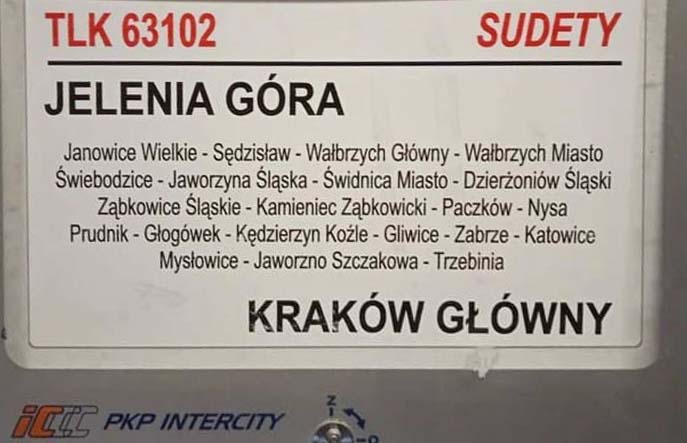 TLK 63102 SUDETY
JELENIA GÓRA
Janowice Wielkie - Sędzisław - Wałbrzych Główny - Wałbrzych Miasto
Świebodzice - Jaworzyna Śląska - Świdnica Miasto - Dzierżoniów Śląski
Ząbkowice Śląskie - Kamieniec Ząbkowicki - Paczków - Nysa
Prudnik - Głogówek - Kędzierzyn Koźle - Gliwice - Zabrze - Katowice
Mysłowice - Jaworzno Szczakowa - Trzebinia
KRAKÓW GŁÓWNY
IC PKP INTERCITY
Z
O